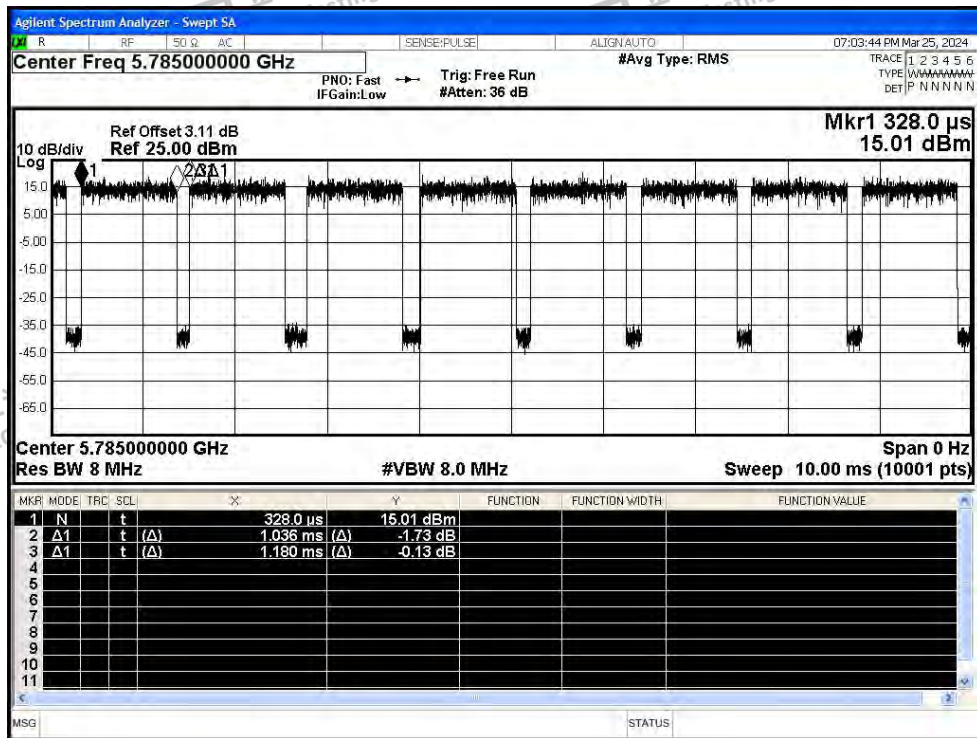 Agilent Spectrum Analyzer - Swept SA
LXI R RF 50 Ω AC SENSE:PULSE ALIGN AUTO 07:03:44 PM Mar 25, 2024
Center Freq 5.785000000 GHz
#Avg Type: RMS
TRACE 1 2 3 4 5 6
PNO: Fast
Trig: Free Run
TYPE WWWWWW
IFGain:Low
#Atten: 36 dB
DET P N N N N N
Mkr1 328.0 µs
Ref Offset 3.11 dB
15.01 dBm
10 dB/div
Ref 25.00 dBm
Log
1
2Δ1
3Δ1
15.0
5.00
-5.00
-15.0
-25.0
-35.0
-45.0
-55.0
-65.0
Center 5.785000000 GHz Span 0 Hz
Res BW 8 MHz #VBW 8.0 MHz Sweep 10.00 ms (10001 pts)
MKR MODE TRC SCL X Y FUNCTION FUNCTION WIDTH FUNCTION VALUE
1 N t 328.0 µs 15.01 dBm
2 Δ1 t (Δ) 1.036 ms (Δ) -1.73 dB
3 Δ1 t (Δ) 1.180 ms (Δ) -0.13 dB
4
5
6
7
8
9
10
11
MSG STATUS